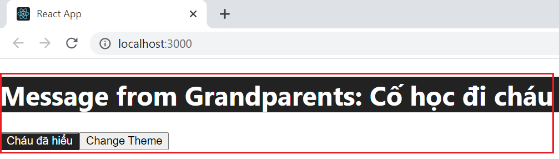 React App
localhost:3000
Message from Grandparents: Cố học đi cháu
Cháu đã hiểu Change Theme